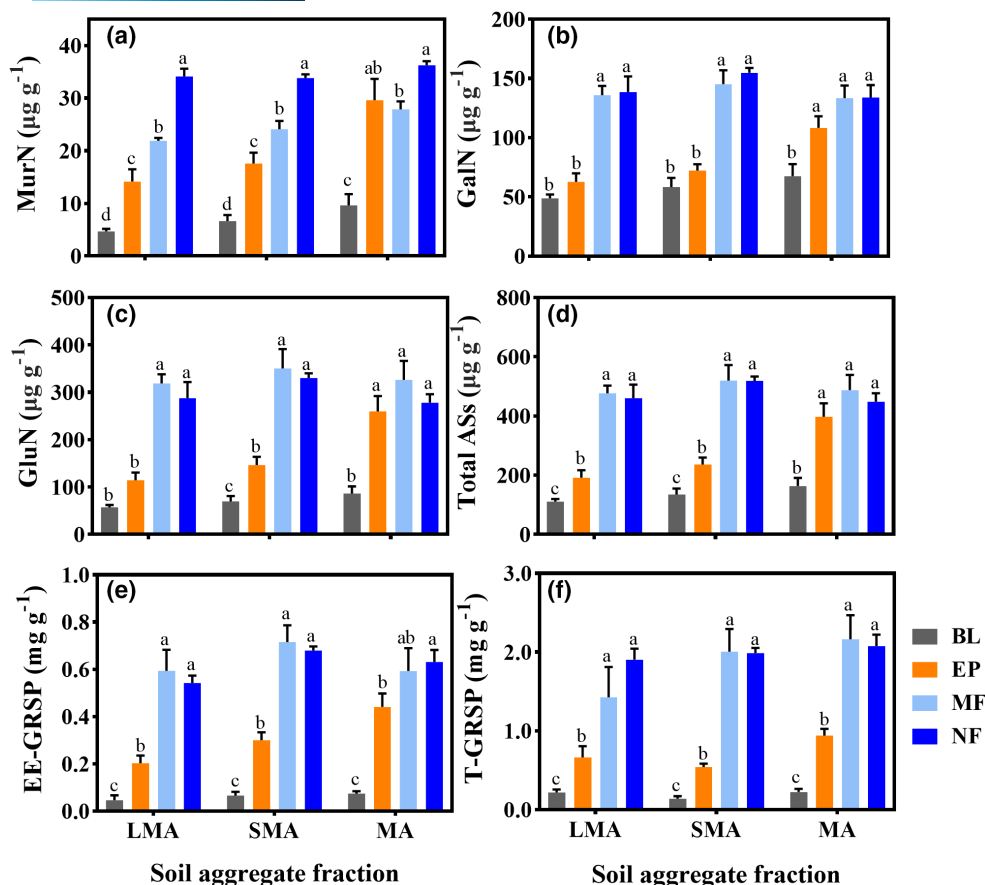 (a)
MurN (µg g-1)
40
30
20
10
0
d c b a
d c b a
c ab b a
(b)
GalN (µg g-1)
200
150
100
50
0
b b a a
b b a a
b a a a
(c)
GluN (µg g-1)
500
400
300
200
100
0
b b a a
c b a a
b a a a
(d)
Total ASs (µg g-1)
800
600
400
200
0
c b a a
c b a a
b a a a
(e)
EE-GRSP (mg g-1)
1.0
0.8
0.6
0.4
0.2
0.0
c b a a
c b a a
c b ab a
LMA SMA MA
Soil aggregate fraction
(f)
T-GRSP (mg g-1)
3.0
2.0
1.0
0.0
c b a a
c b a a
c b a a
LMA SMA MA
Soil aggregate fraction
BL
EP
MF
NF